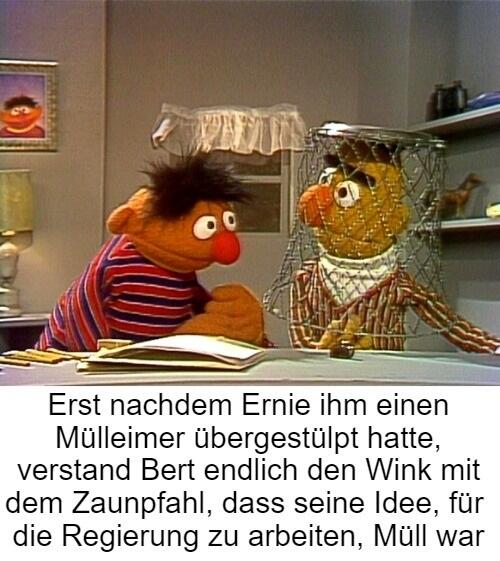 Erst nachdem Ernie ihm einen
Mülleimer übergestülpt hatte,
verstand Bert endlich den Wink mit
dem Zaunpfahl, dass seine Idee, für
die Regierung zu arbeiten, Müll war